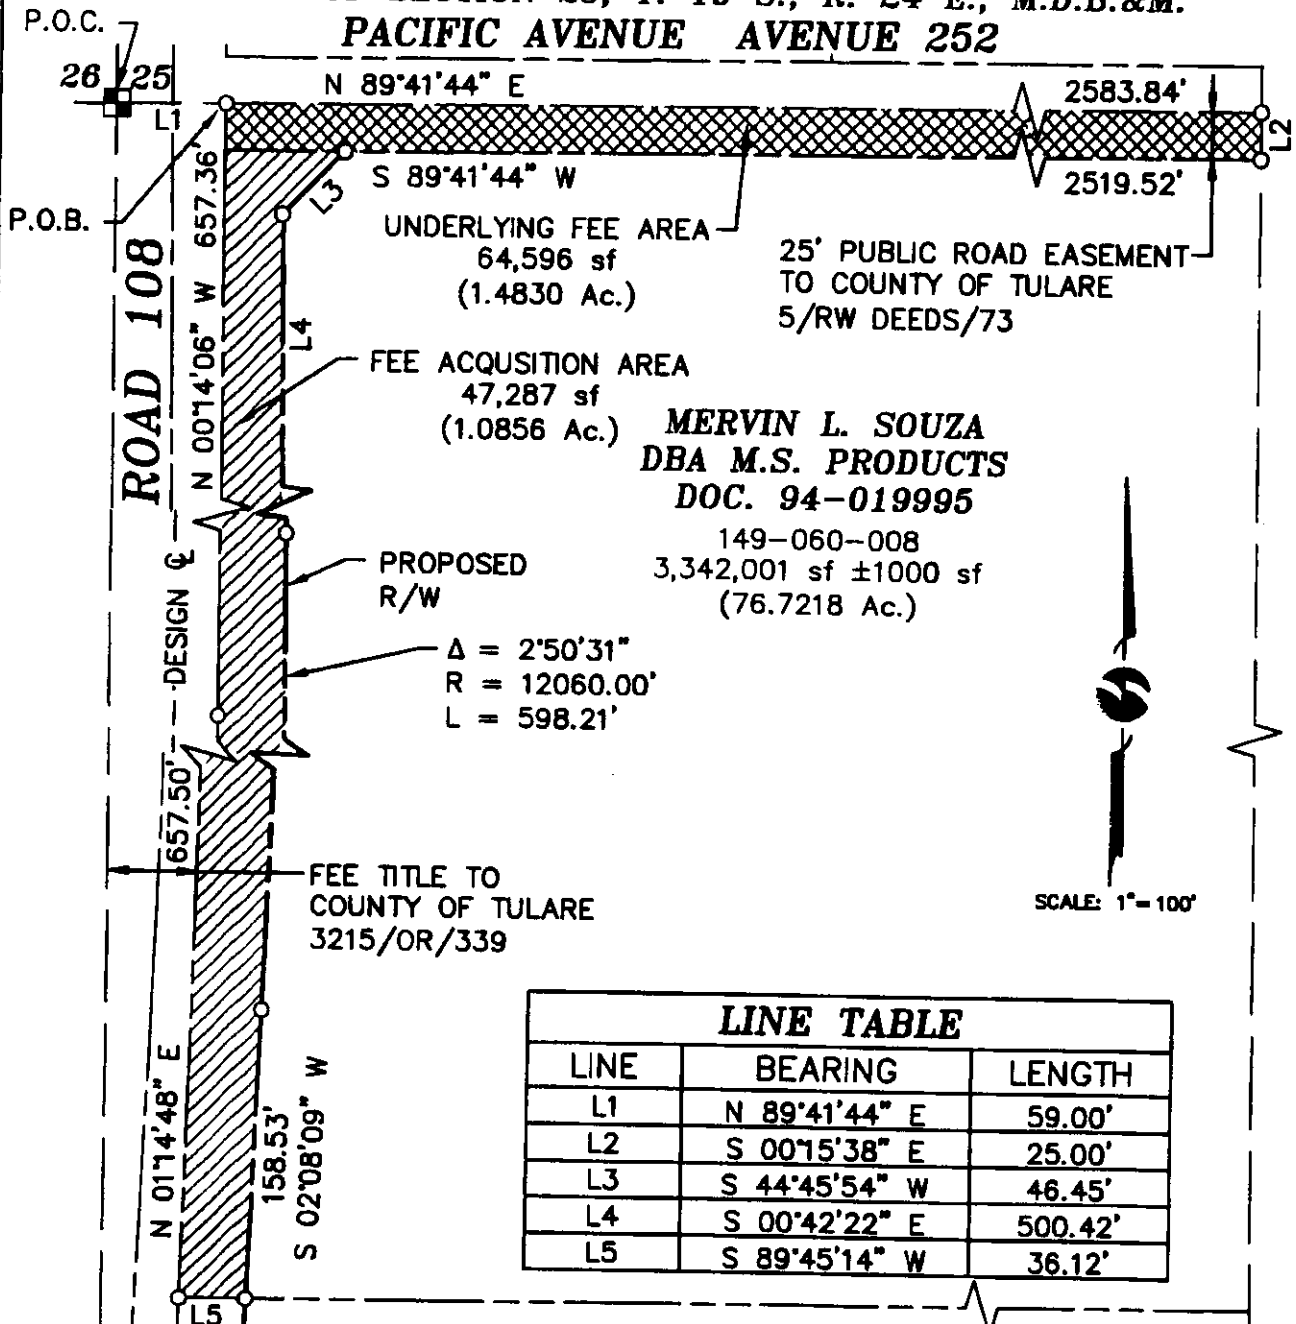 P.O.C.
PACIFIC AVENUE AVENUE 252
26 25
N 89°41'44" E
2583.84'
L1
L2
S 89°41'44" W
2519.52'
L3
P.O.B.
N 00°14'06" W 657.36'
ROAD 108
UNDERLYING FEE AREA
64,596 sf
(1.4830 Ac.)
25' PUBLIC ROAD EASEMENT
TO COUNTY OF TULARE
5/RW DEEDS/73
L4
FEE ACQUSITION AREA
47,287 sf
(1.0856 Ac.)
MERVIN L. SOUZA
DBA M.S. PRODUCTS
DOC. 94-019995
149-060-008
3,342,001 sf ±1000 sf
(76.7218 Ac.)
PROPOSED
R/W
DESIGN ℄
Δ = 2°50'31"
R = 12060.00'
L = 598.21'
657.50'
FEE TITLE TO
COUNTY OF TULARE
3215/OR/339
SCALE: 1"=100'
N 01°14'48" E
158.53'
S 02°08'09" W
L5
LINE TABLE
LINE BEARING LENGTH
L1 N 89°41'44" E 59.00'
L2 S 00°15'38" E 25.00'
L3 S 44°45'54" W 46.45'
L4 S 00°42'22" E 500.42'
L5 S 89°45'14" W 36.12'